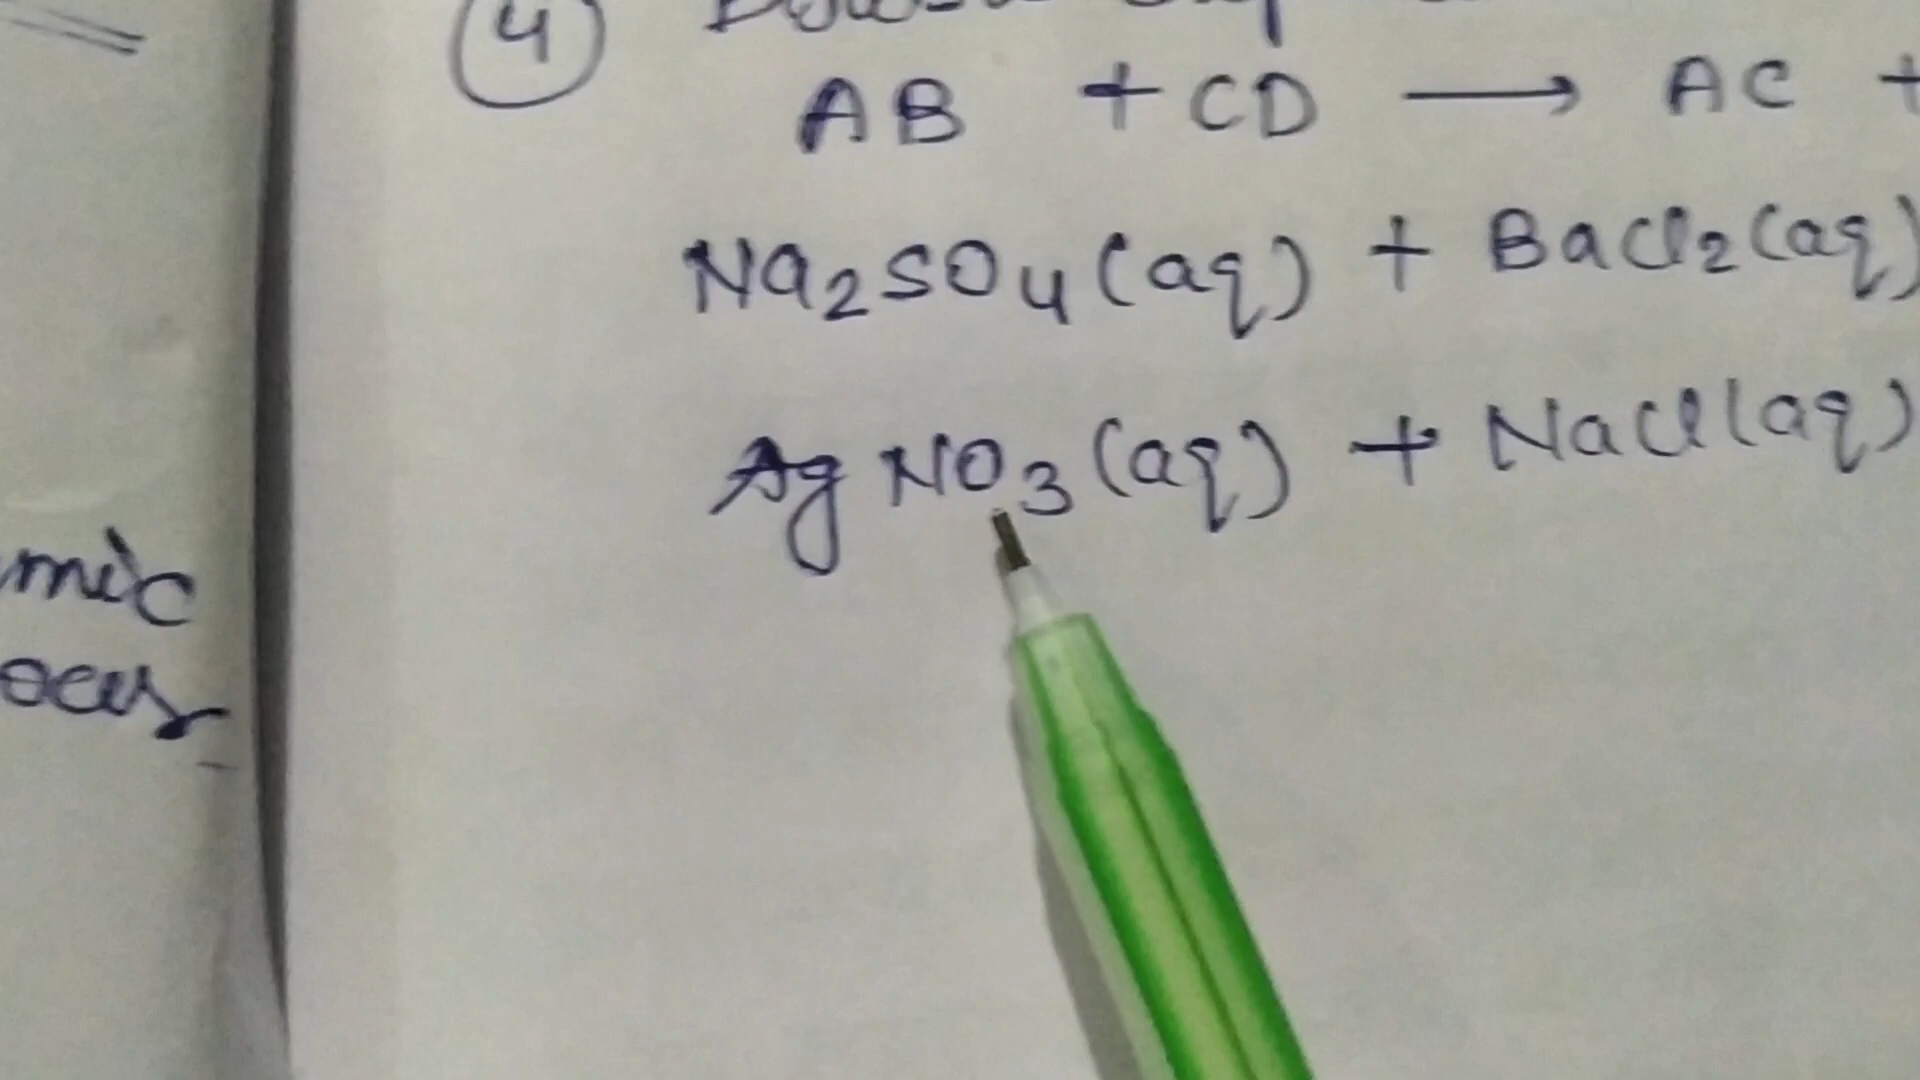 4
AB + CD → AC +
Na2SO4(aq) + BaCl2(aq)
AgNO3(aq) + NaCl(aq)
mic